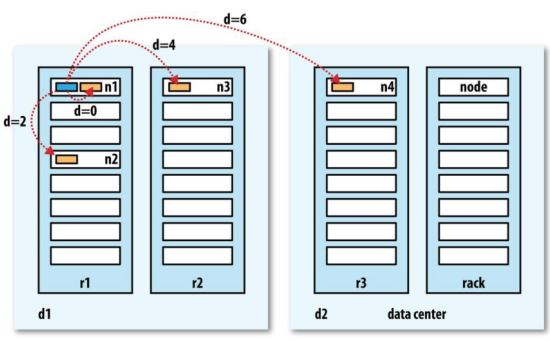 d=6
d=4
n1
n3
n4
node
d=0
d=2
n2
r1
r2
r3
rack
d1
d2
data center